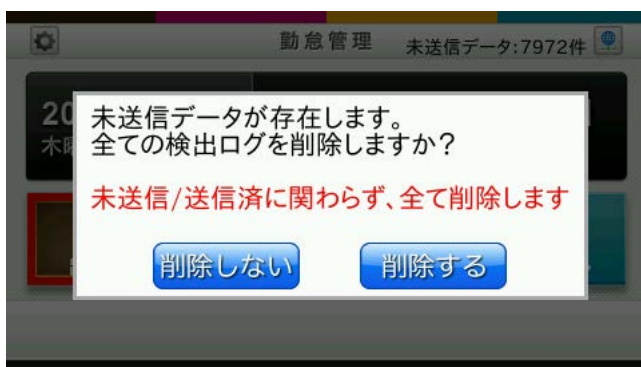 勤怠管理 未送信データ:7972件
20
木
未送信データが存在します。
全ての検出ログを削除しますか?
未送信/送信済に関わらず、全て削除します
削除しない 削除する